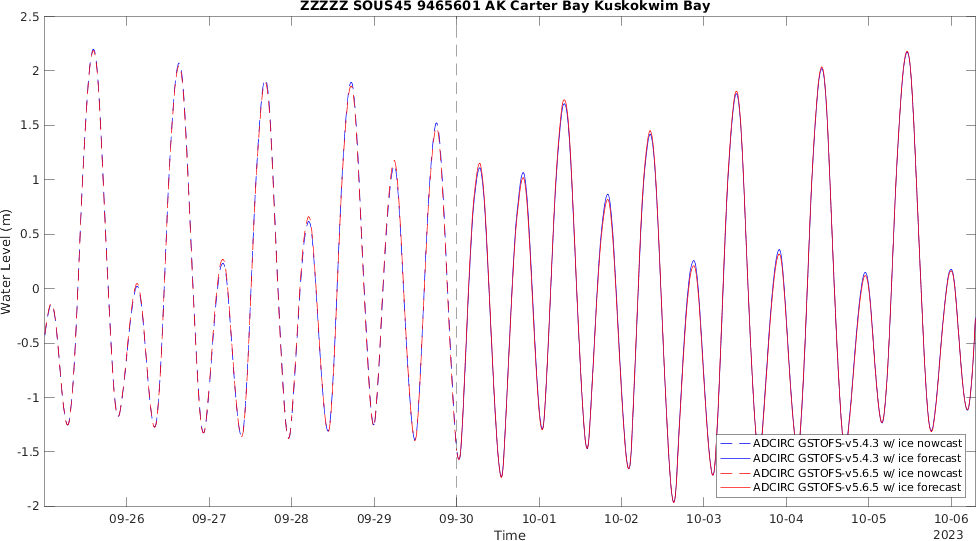 ZZZZZ SOUS45 9465601 AK Carter Bay Kuskokwim Bay
2.5
2
1.5
1
0.5
0
-0.5
-1
-1.5
-2
Water Level (m)
09-26 09-27 09-28 09-29 09-30 10-01 10-02 10-03 10-04 10-05 10-06
2023
Time
ADCIRC GSTOFS-v5.4.3 w/ ice nowcast
ADCIRC GSTOFS-v5.4.3 w/ ice forecast
ADCIRC GSTOFS-v5.6.5 w/ ice nowcast
ADCIRC GSTOFS-v5.6.5 w/ ice forecast